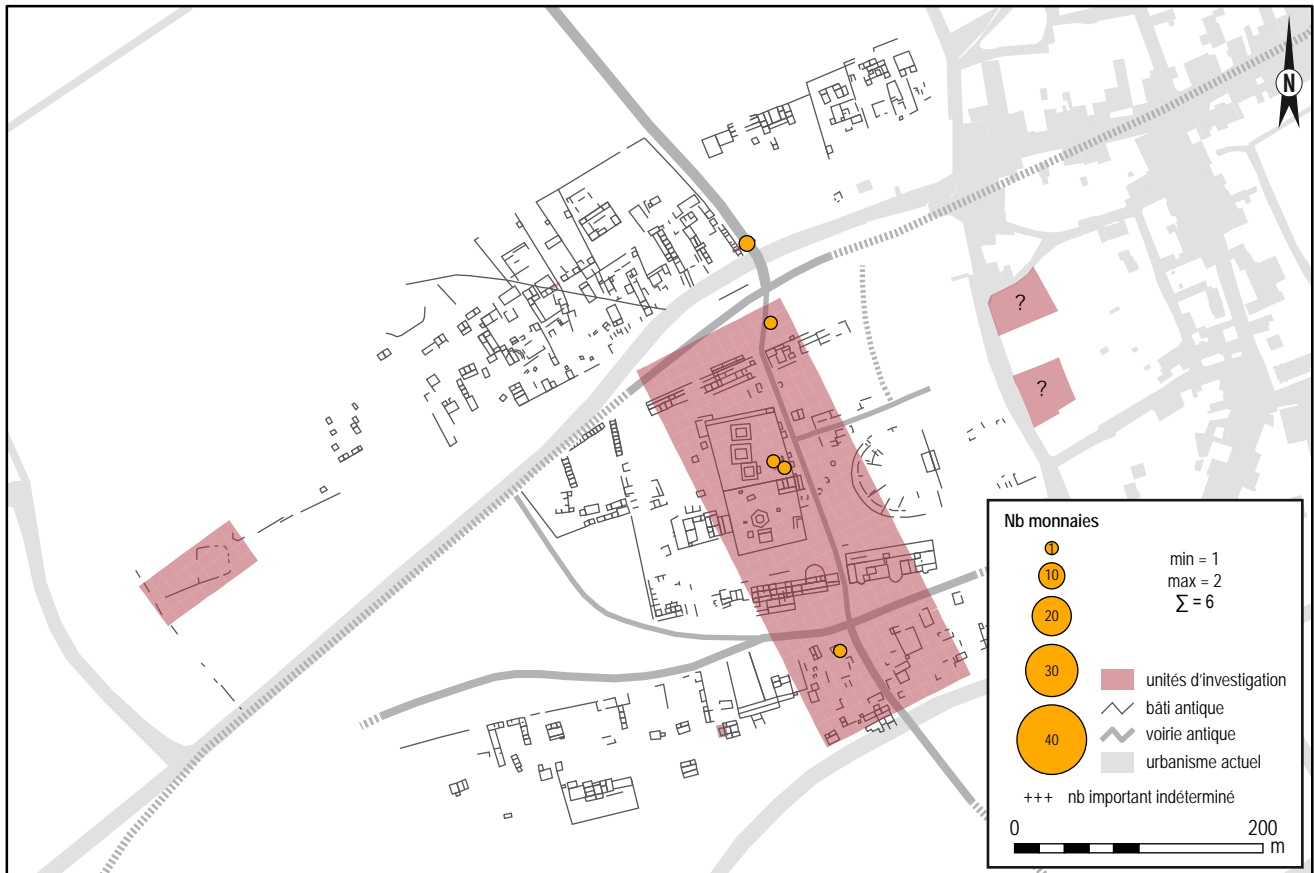 N
?
?
Nb monnaies
1
10
20
30
40
min = 1
max = 2
∑ = 6
unités d'investigation
bâti antique
voirie antique
urbanisme actuel
+++ nb important indéterminé
0 200
m